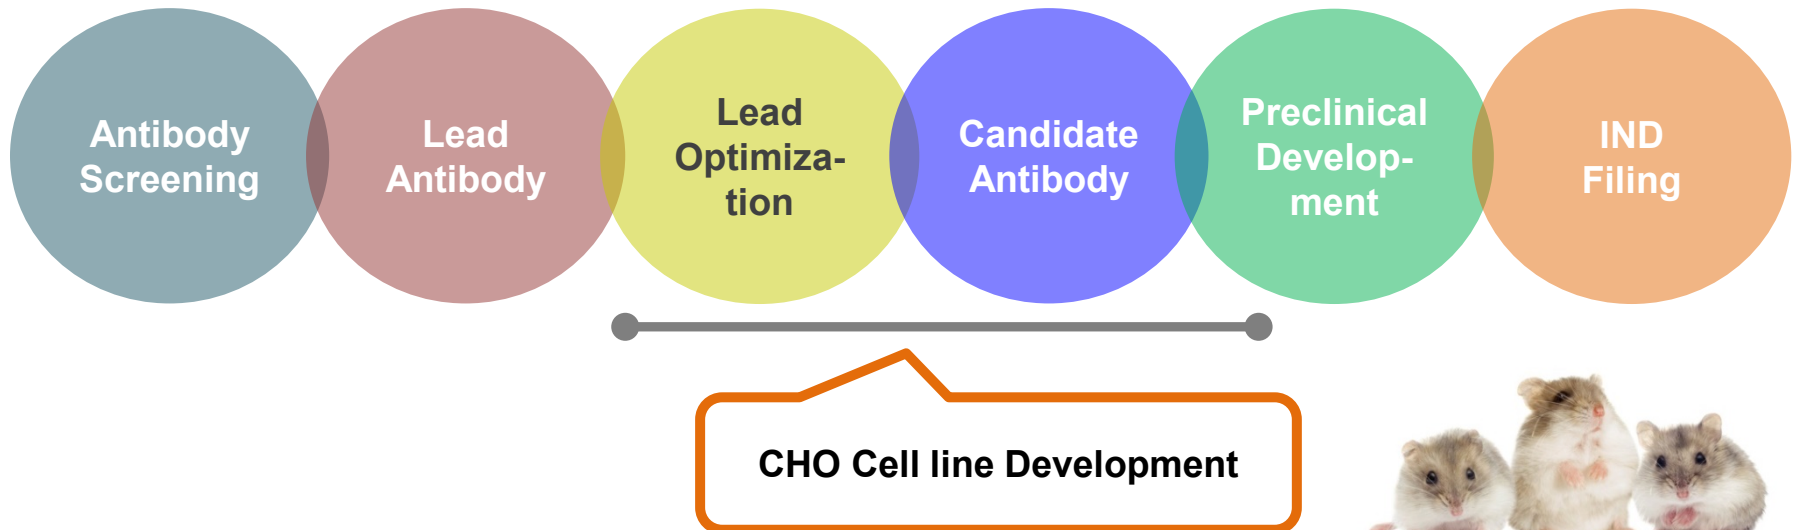 Antibody
Screening
Lead
Antibody
Lead
Optimiza-
tion
Candidate
Antibody
Preclinical
Develop-
ment
IND
Filing
CHO Cell line Development